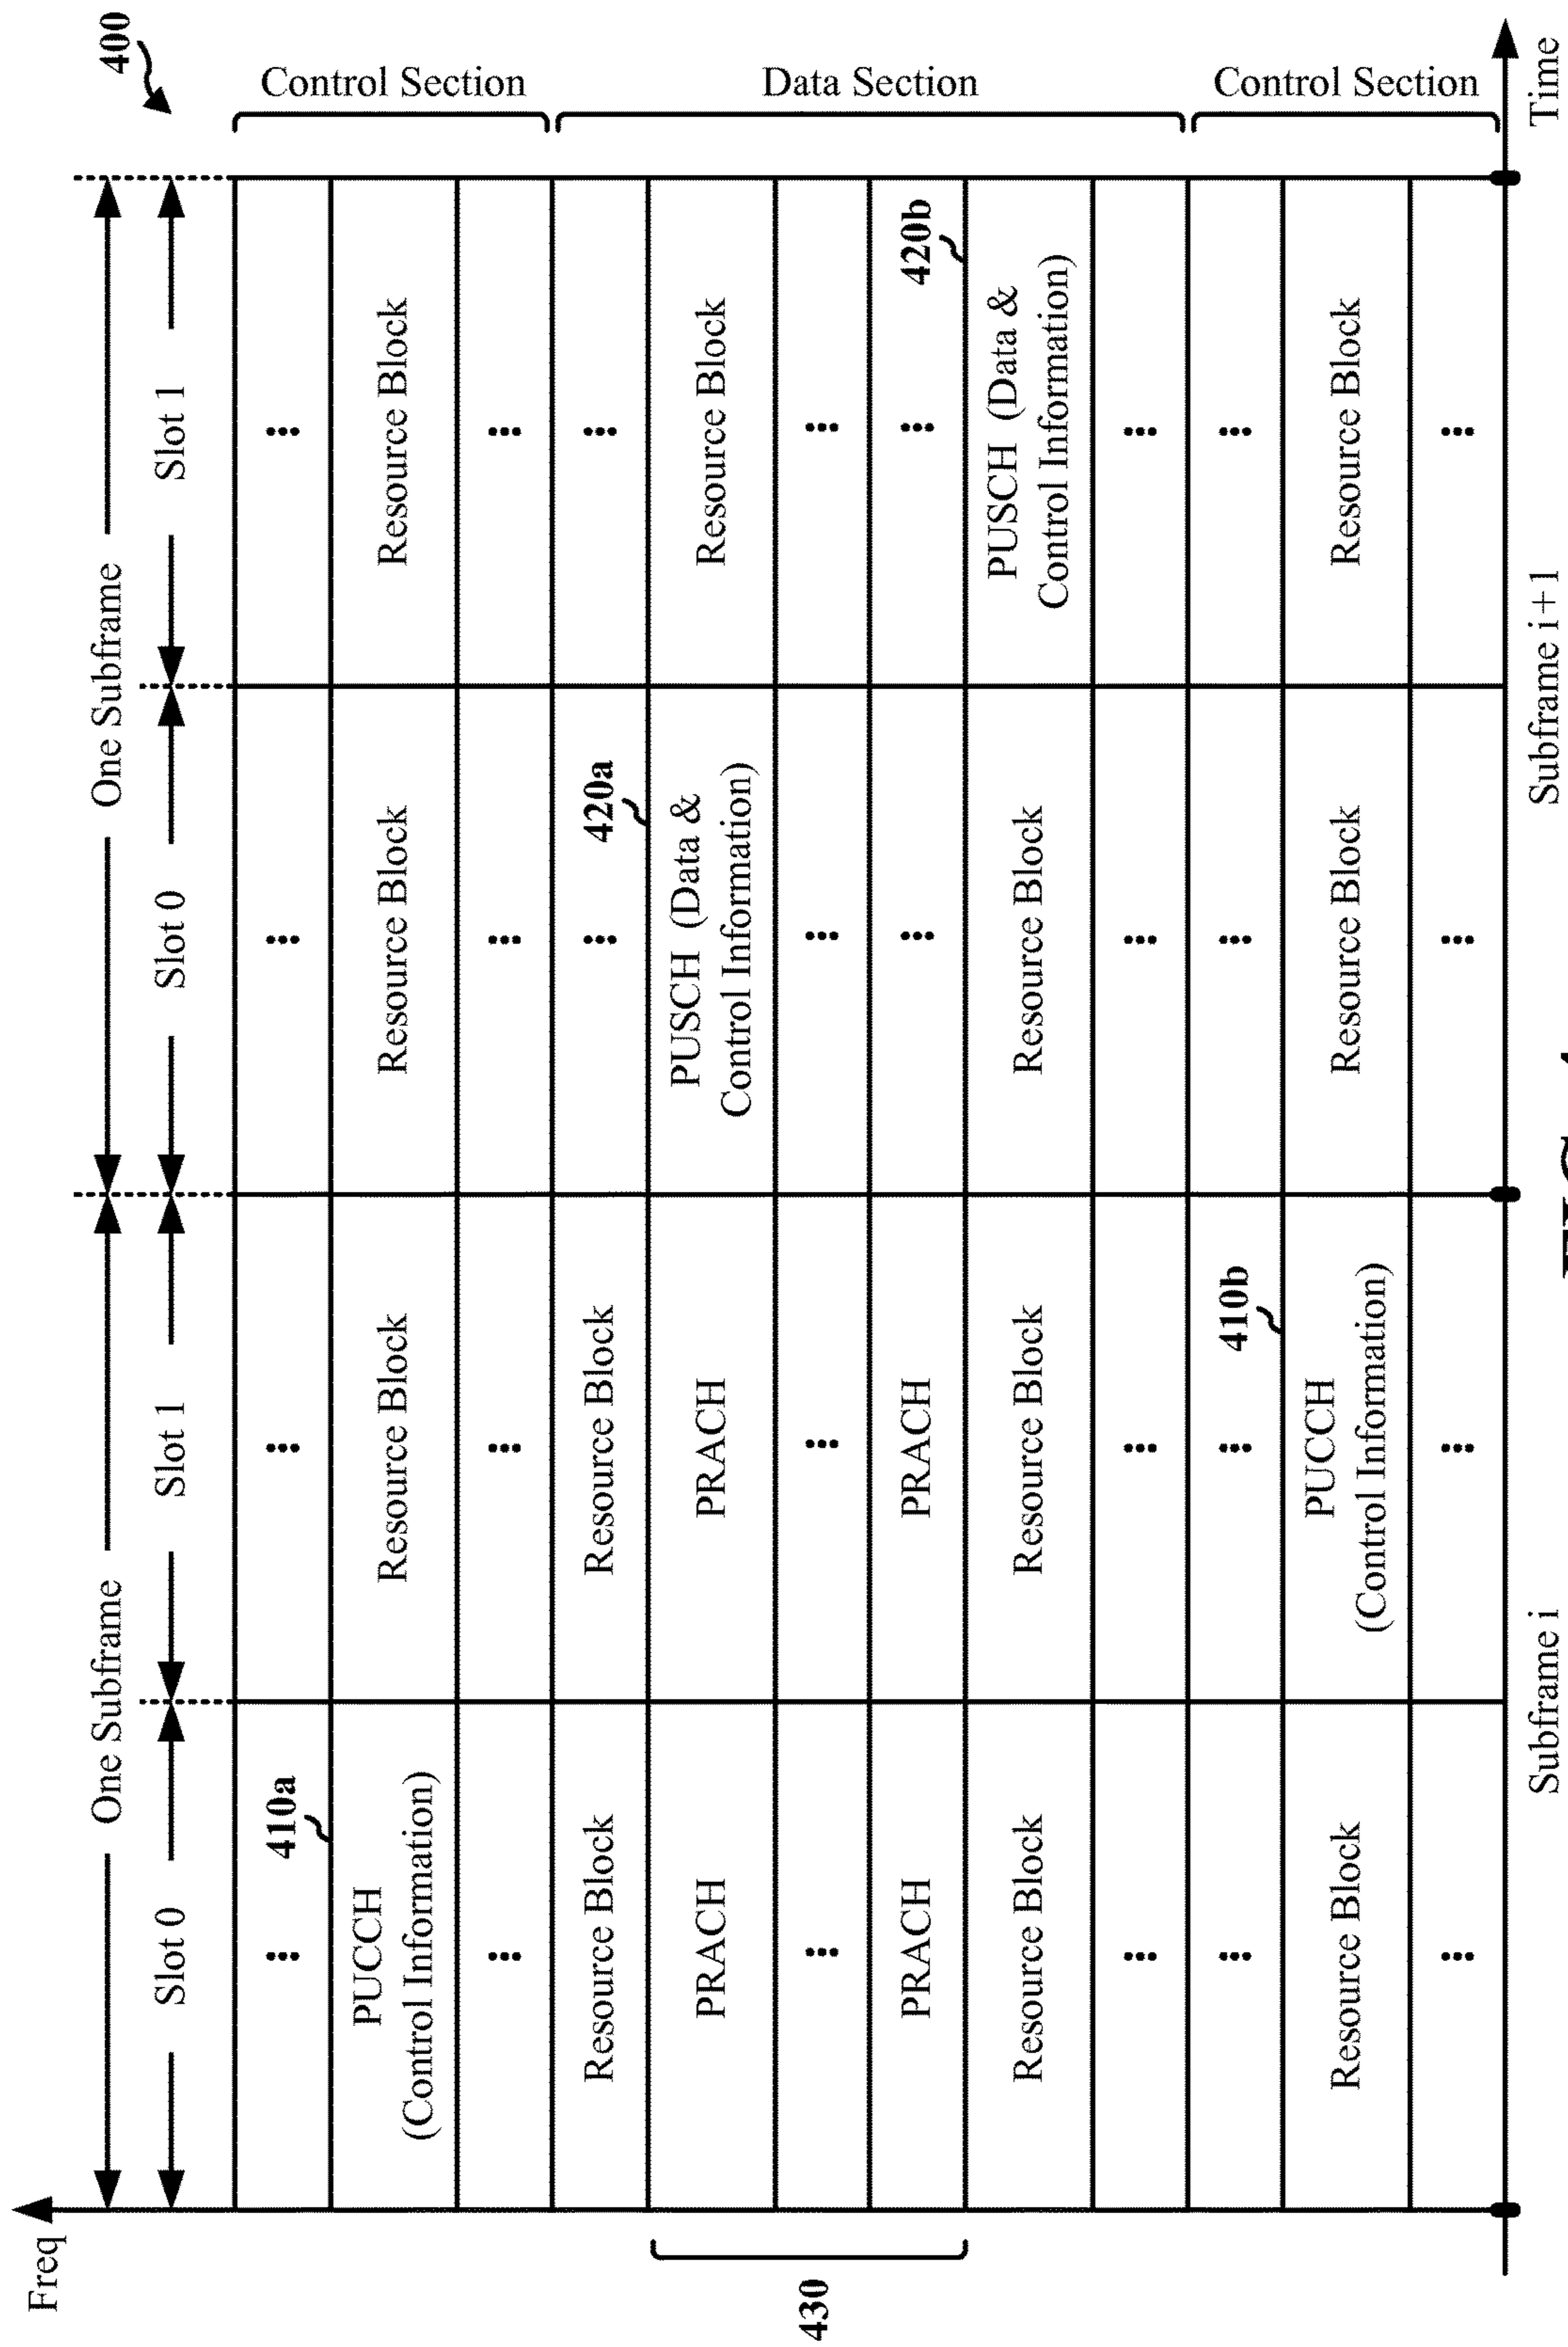 400
Freq
One Subframe
One Subframe
Slot 0
Slot 1
Slot 0
Slot 1
Control Section
410a
PUCCH
(Control Information)
Resource Block
Resource Block
Resource Block
Data Section
420a
Resource Block
Resource Block
430
PRACH
PRACH
PUSCH (Data &
Control Information)
Resource Block
PRACH
PRACH
420b
Resource Block
Resource Block
Resource Block
PUSCH (Data &
Control Information)
Control Section
410b
Resource Block
PUCCH
(Control Information)
Resource Block
Resource Block
Subframe i
Subframe i+1
Time